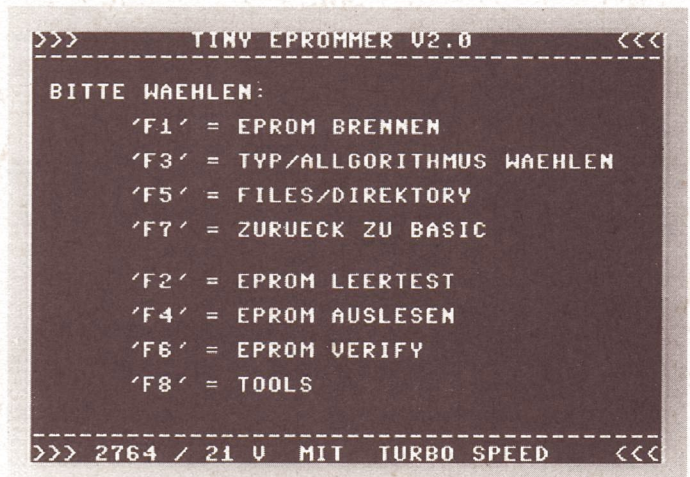 >>> TINY EPROMMER V2.0 <<<
BITTE WAEHLEN:
'F1' = EPROM BRENNEN
'F3' = TYP/ALLGORITHMUS WAEHLEN
'F5' = FILES/DIREKTORY
'F7' = ZURUECK ZU BASIC
'F2' = EPROM LEERTEST
'F4' = EPROM AUSLESEN
'F6' = EPROM VERIFY
'F8' = TOOLS
>>> 2764 / 21 V MIT TURBO SPEED <<<